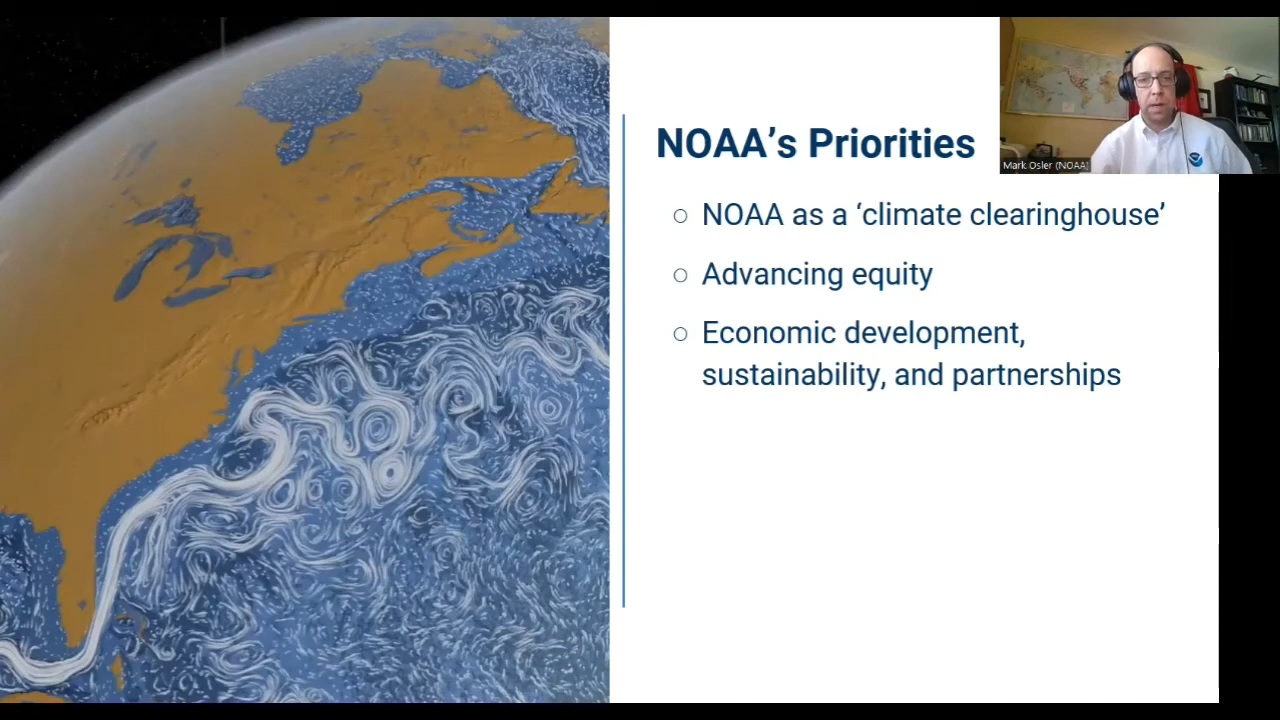 NOAA’s Priorities
○ NOAA as a ‘climate clearinghouse’
○ Advancing equity
○ Economic development,
sustainability, and partnerships
Mark Osler (NOAA)